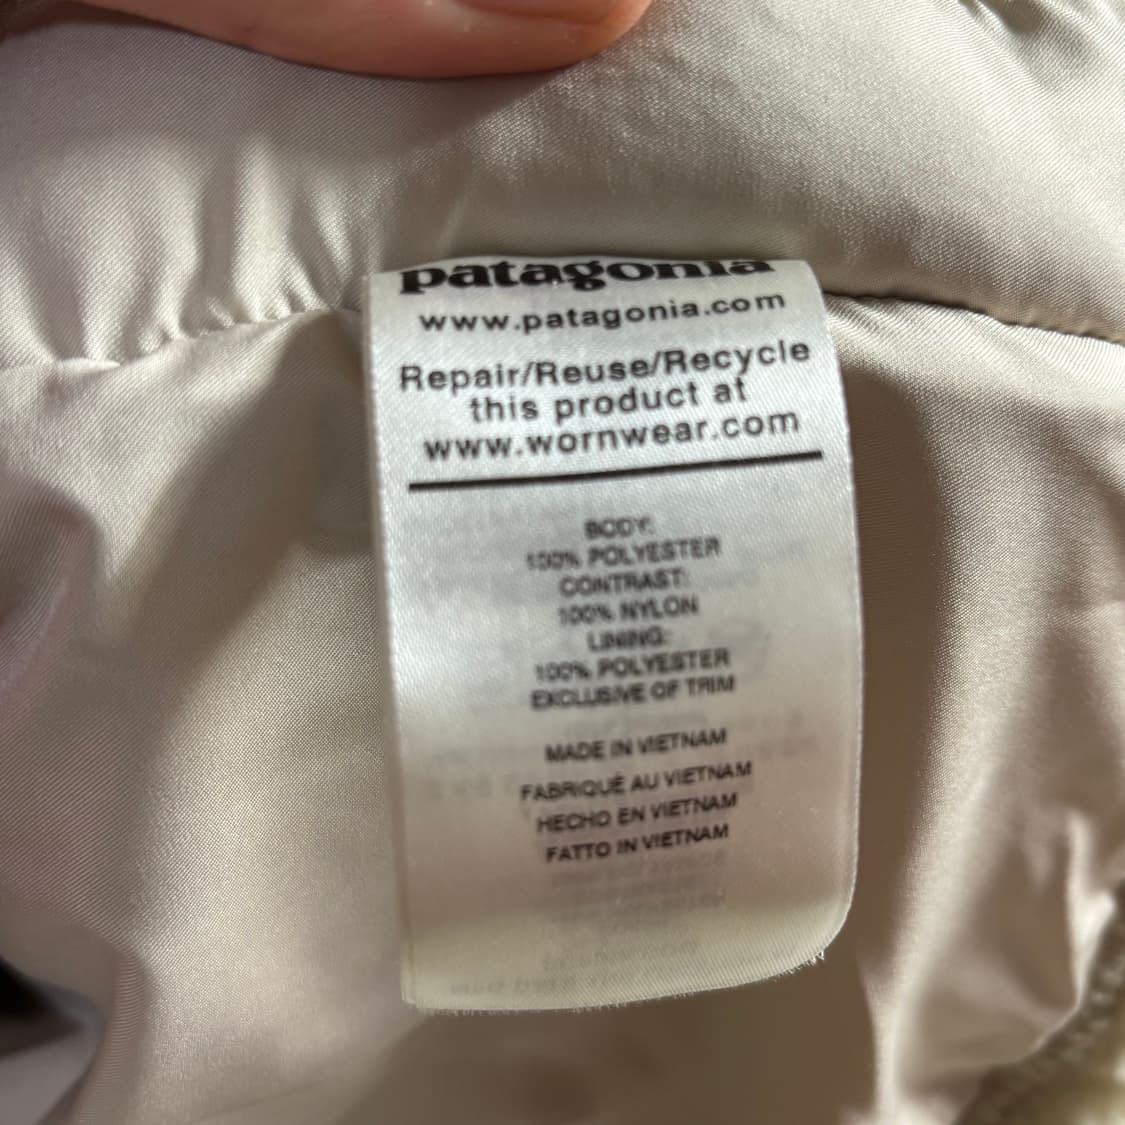 patagonia
www.patagonia.com
Repair/Reuse/Recycle
this product at
www.wornwear.com
BODY:
100% POLYESTER
CONTRAST:
100% NYLON
LINING:
100% POLYESTER
EXCLUSIVE OF TRIM
MADE IN VIETNAM
FABRIQUÉ AU VIETNAM
HECHO EN VIETNAM
FATTO IN VIETNAM